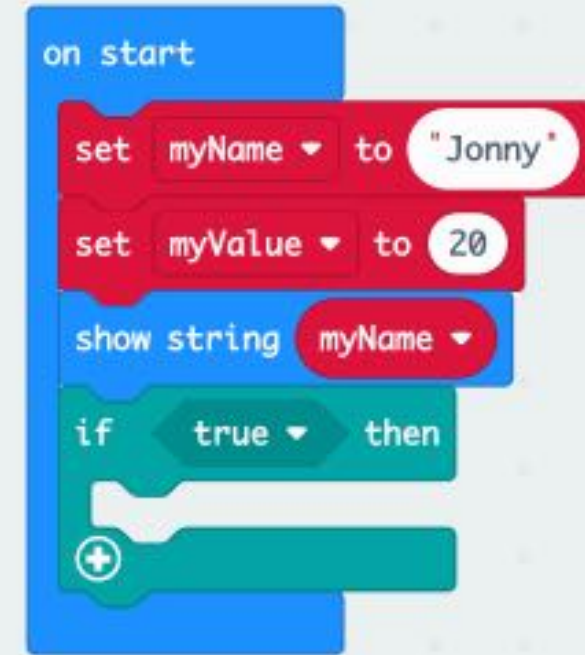 on start
set myName to "Jonny"
set myValue to 20
show string myName
if true then